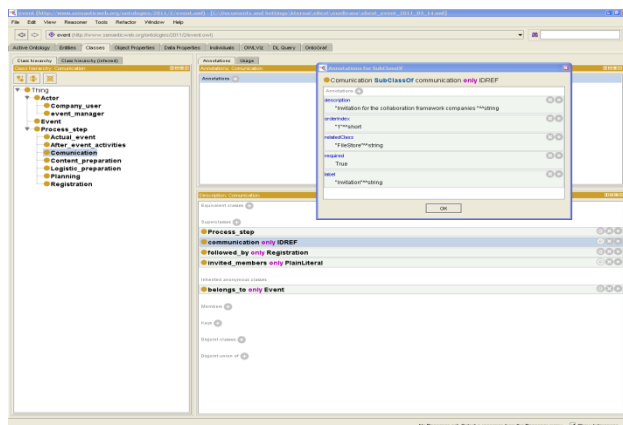 File Edit View Reasoner Tools Refactor Window Help
Active Ontology Entities Classes Object Properties Data Properties Individuals OWLViz DL Query OntoGraf
Class hierarchy Class hierarchy (inferred)
Thing
Actor
Company_user
event_manager
Event
Process_step
Actual_event
After_event_activities
Comunication
Content_preparation
Logistic_preparation
Planning
Registration
Annotations Usage
Annotations
Annotations for SubClassOf
Comunication SubClassOf communication only IDREF
Annotations
description
"Invitation for the collaboration framework companies "^^string
orderIndex
"1"^^short
relatedClass
"FileStore"^^string
required
True
label
"Invitation"^^string
OK
Description: Comunication
Equivalent classes
Superclasses
Process_step
communication only IDREF
followed_by only Registration
invited_members only PlainLiteral
Inherited anonymous classes
belongs_to only Event
Members
Keys
Disjoint classes
Disjoint union of